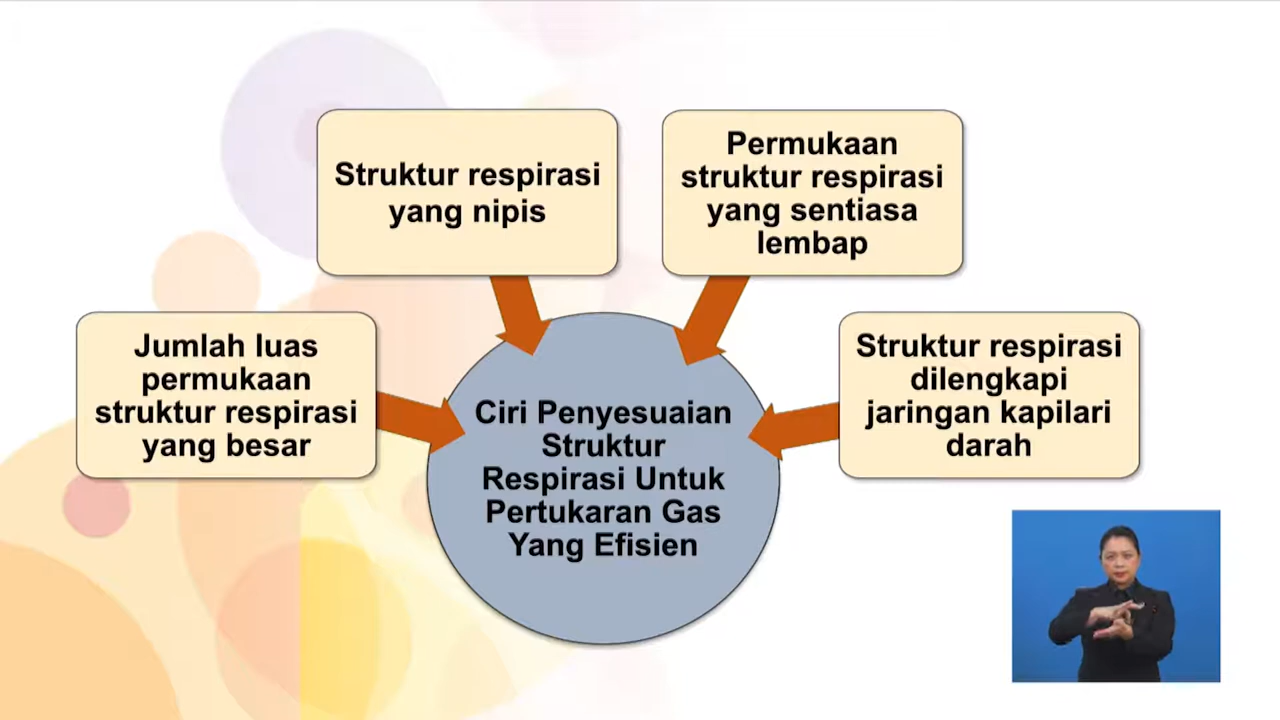 Struktur respirasi
yang nipis
Permukaan
struktur respirasi
yang sentiasa
lembap
Jumlah luas
permukaan
struktur respirasi
yang besar
Struktur respirasi
dilengkapi
jaringan kapilari
darah
Ciri Penyesuaian
Struktur
Respirasi Untuk
Pertukaran Gas
Yang Efisien